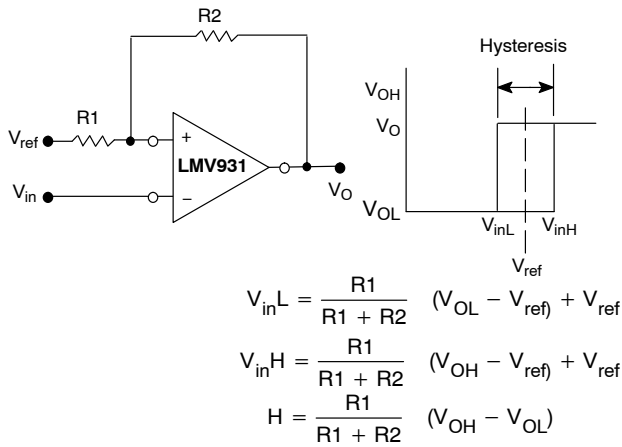 R2
Hysteresis
R1
V_OH
V_ref
+
LMV931
V_O
V_in
−
V_O
V_OL
V_inL
V_inH
V_ref
V_inL = R1 / (R1 + R2) (V_OL − V_ref) + V_ref
V_inH = R1 / (R1 + R2) (V_OH − V_ref) + V_ref
H = R1 / (R1 + R2) (V_OH − V_OL)